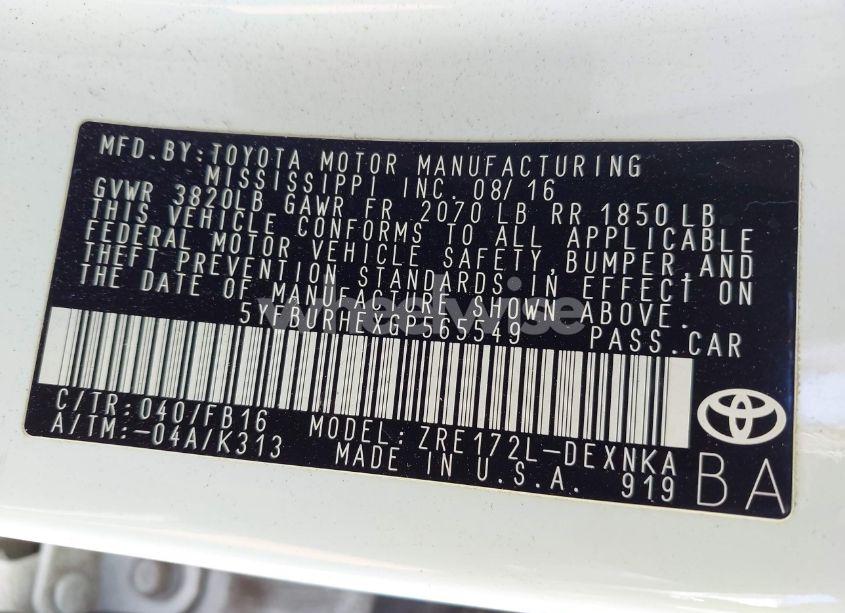 MFD. BY: TOYOTA MOTOR MANUFACTURING
MISSISSIPPI INC. 08/16
GVWR 3820LB GAWR FR 2070 LB RR 1850 LB
THIS VEHICLE CONFORMS TO ALL APPLICABLE
FEDERAL MOTOR VEHICLE SAFETY, BUMPER, AND
THEFT PREVENTION STANDARDS IN EFFECT ON
THE DATE OF MANUFACTURE SHOWN ABOVE.
PASS. CAR
C/TR: 040/FB16 MODEL: ZRE172L-DEXNKA
A/TM:-04A/K313 MADE IN U.S.A. 919
BA
wheelwise